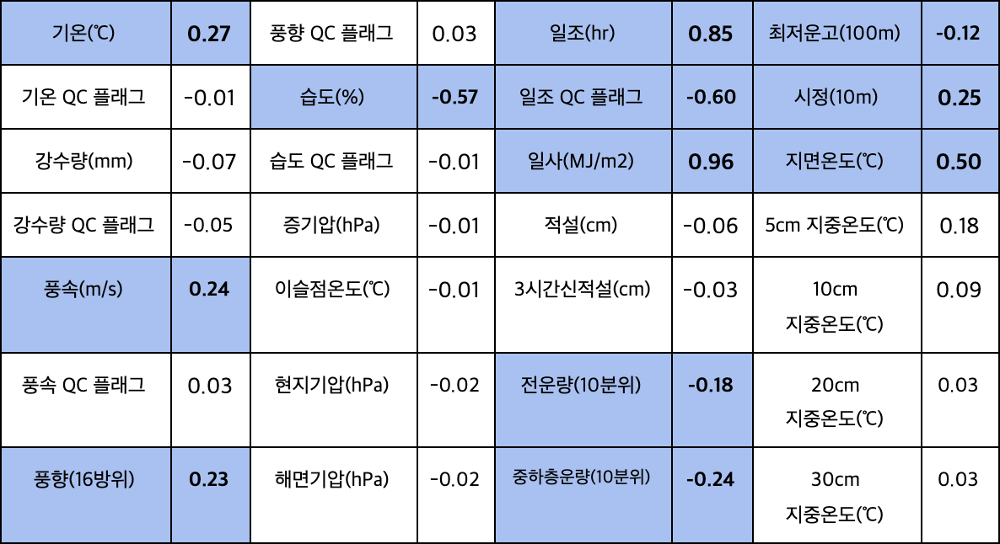 기온(℃) 0.27 풍향 QC 플래그 0.03 일조(hr) 0.85 최저운고(100m) -0.12
기온 QC 플래그 -0.01 습도(%) -0.57 일조 QC 플래그 -0.60 시정(10m) 0.25
강수량(mm) -0.07 습도 QC 플래그 -0.01 일사(MJ/m2) 0.96 지면온도(℃) 0.50
강수량 QC 플래그 -0.05 증기압(hPa) -0.01 적설(cm) -0.06 5cm 지중온도(℃) 0.18
풍속(m/s) 0.24 이슬점온도(℃) -0.01 3시간신적설(cm) -0.03 10cm 0.09
지중온도(℃)
풍속 QC 플래그 0.03 현지기압(hPa) -0.02 전운량(10분위) -0.18 20cm 0.03
지중온도(℃)
풍향(16방위) 0.23 해면기압(hPa) -0.02 중하층운량(10분위) -0.24 30cm 0.03
지중온도(℃)